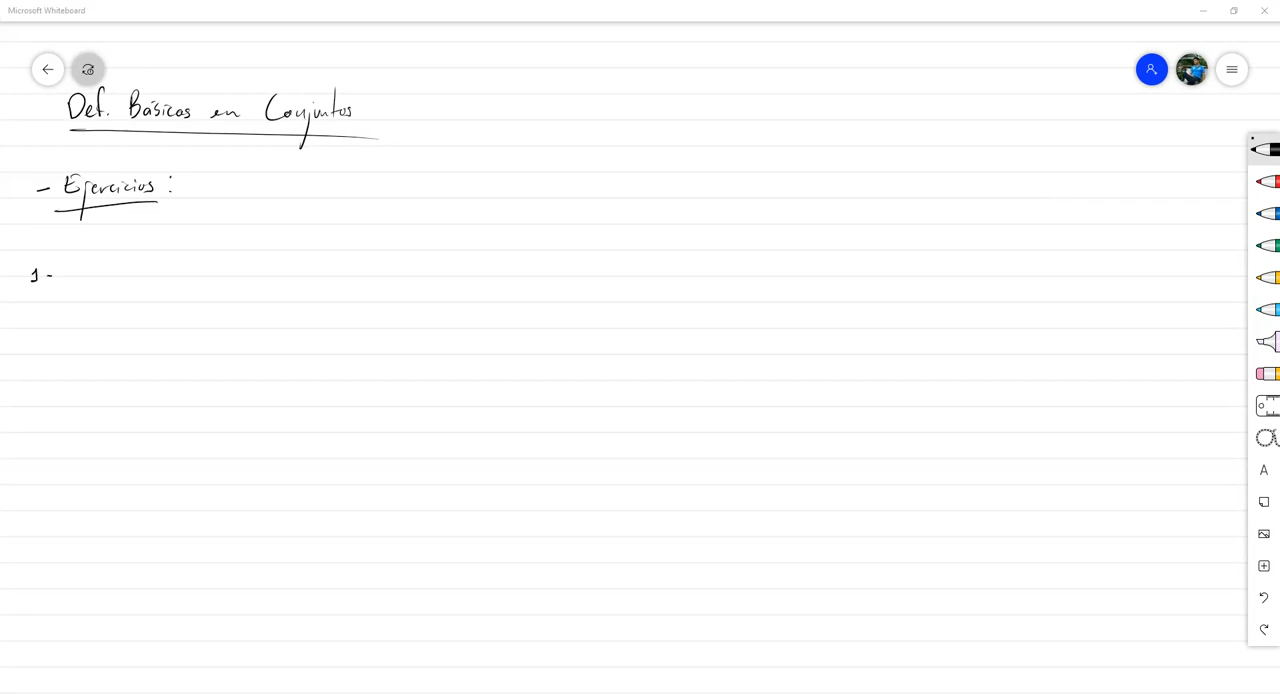 Microsoft Whiteboard
Def. Básicas en Conjuntos
- Ejercicios :
1 -
A